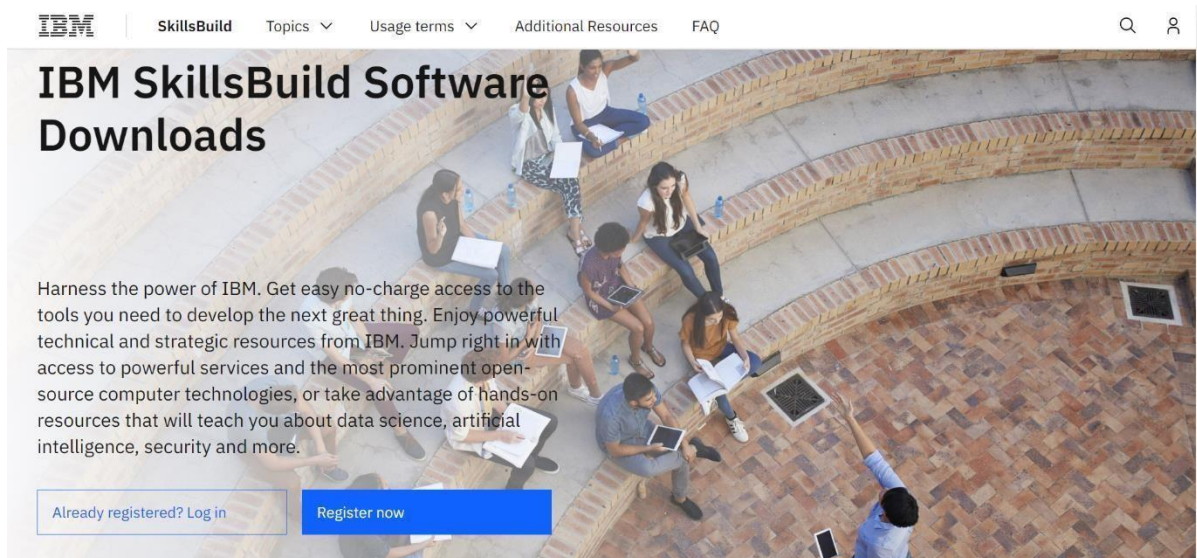 IBM SkillsBuild Topics Usage terms Additional Resources FAQ
IBM SkillsBuild Software
Downloads
Harness the power of IBM. Get easy no-charge access to the
tools you need to develop the next great thing. Enjoy powerful
technical and strategic resources from IBM. Jump right in with
access to powerful services and the most prominent open-
source computer technologies, or take advantage of hands-on
resources that will teach you about data science, artificial
intelligence, security and more.
Already registered? Log in Register now